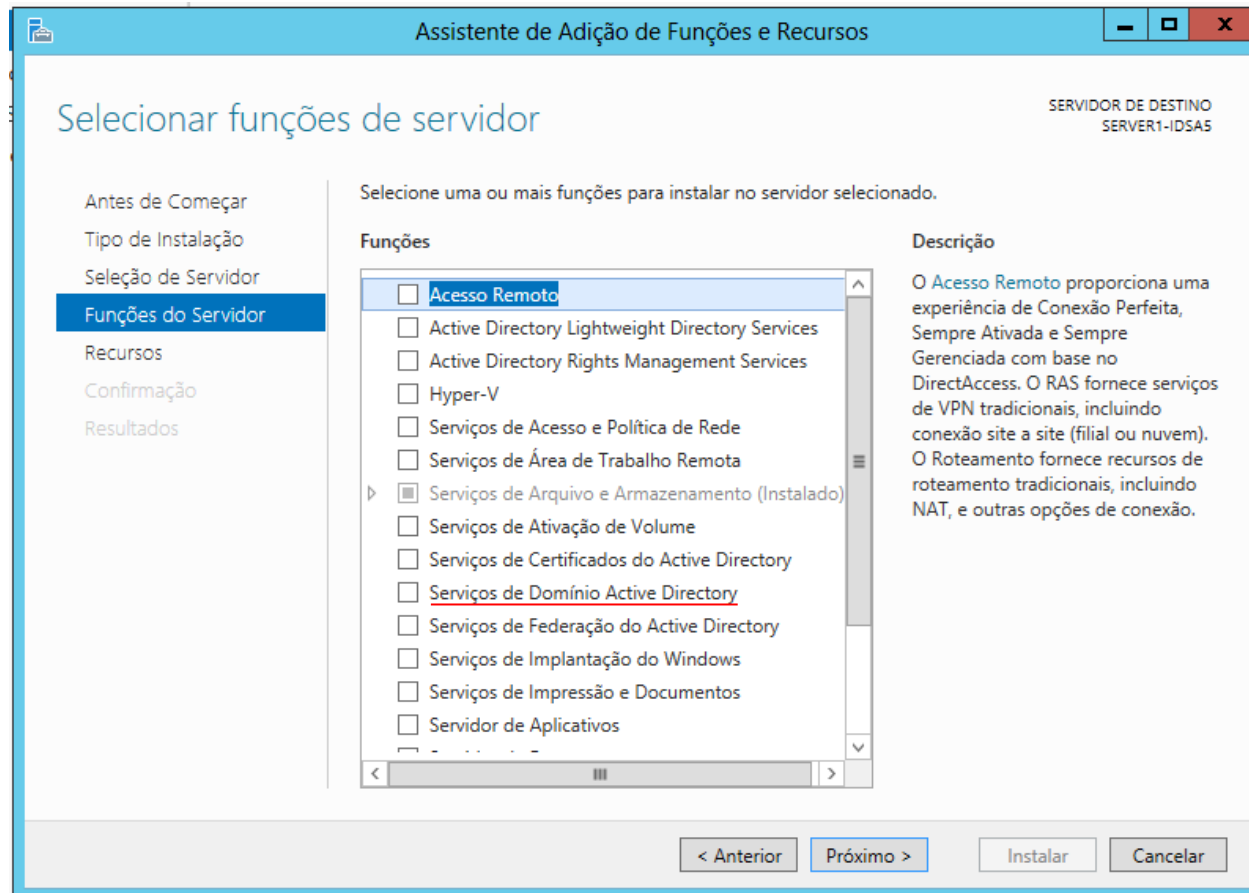 Assistente de Adição de Funções e Recursos
Selecionar funções de servidor
SERVIDOR DE DESTINO
SERVER1-IDSA5
Antes de Começar
Tipo de Instalação
Seleção de Servidor
Funções do Servidor
Recursos
Confirmação
Resultados
Selecione uma ou mais funções para instalar no servidor selecionado.
Funções
Acesso Remoto
Active Directory Lightweight Directory Services
Active Directory Rights Management Services
Hyper-V
Serviços de Acesso e Política de Rede
Serviços de Área de Trabalho Remota
Serviços de Arquivo e Armazenamento (Instalado)
Serviços de Ativação de Volume
Serviços de Certificados do Active Directory
Serviços de Domínio Active Directory
Serviços de Federação do Active Directory
Serviços de Implantação do Windows
Serviços de Impressão e Documentos
Servidor de Aplicativos
Descrição
O Acesso Remoto proporciona uma
experiência de Conexão Perfeita,
Sempre Ativada e Sempre
Gerenciada com base no
DirectAccess. O RAS fornece serviços
de VPN tradicionais, incluindo
conexão site a site (filial ou nuvem).
O Roteamento fornece recursos de
roteamento tradicionais, incluindo
NAT, e outras opções de conexão.
< Anterior
Próximo >
Instalar
Cancelar